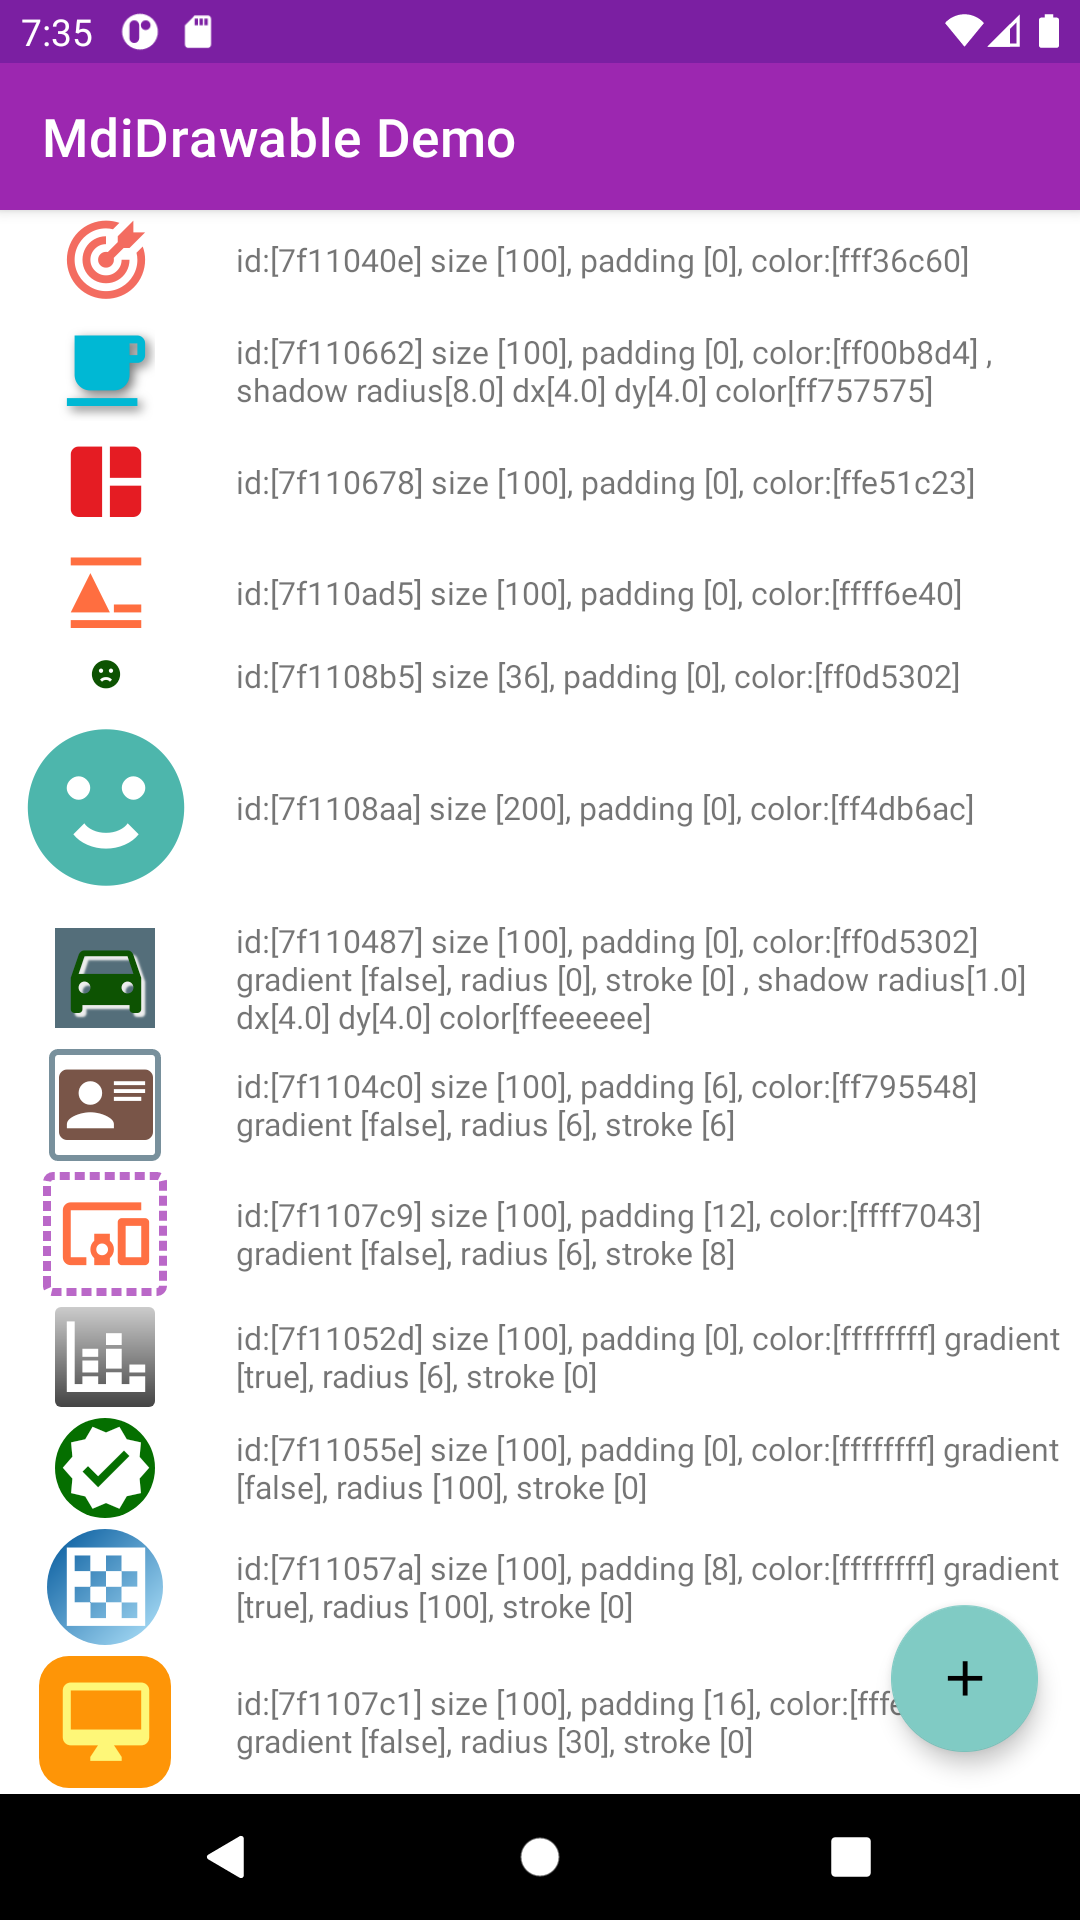 7:35
MdiDrawable Demo
id:[7f11040e] size [100], padding [0], color:[fff36c60]
id:[7f110662] size [100], padding [0], color:[ff00b8d4] ,
shadow radius[8.0] dx[4.0] dy[4.0] color[ff757575]
id:[7f110678] size [100], padding [0], color:[ffe51c23]
id:[7f110ad5] size [100], padding [0], color:[ffff6e40]
id:[7f1108b5] size [36], padding [0], color:[ff0d5302]
id:[7f1108aa] size [200], padding [0], color:[ff4db6ac]
id:[7f110487] size [100], padding [0], color:[ff0d5302]
gradient [false], radius [0], stroke [0] , shadow radius[1.0]
dx[4.0] dy[4.0] color[ffeeeeee]
id:[7f1104c0] size [100], padding [6], color:[ff795548]
gradient [false], radius [6], stroke [6]
id:[7f1107c9] size [100], padding [12], color:[ffff7043]
gradient [false], radius [6], stroke [8]
id:[7f11052d] size [100], padding [0], color:[ffffffff] gradient
[true], radius [6], stroke [0]
id:[7f11055e] size [100], padding [0], color:[ffffffff] gradient
[false], radius [100], stroke [0]
id:[7f11057a] size [100], padding [8], color:[ffffffff] gradient
[true], radius [100], stroke [0]
id:[7f1107c1] size [100], padding [16],
gradient [false], radius [30], stroke [0]